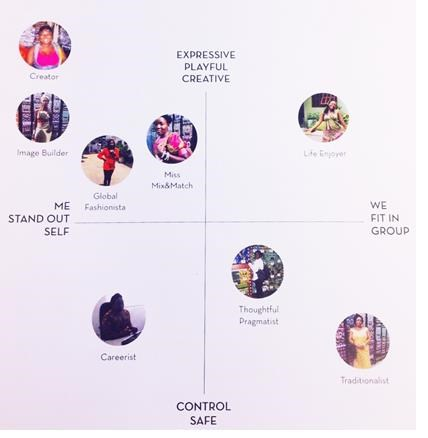 EXPRESSIVE
PLAYFUL
CREATIVE
Creator
Image Builder
Global
Fashionista
Miss
Mix&Match
Life Enjoyer
ME
STAND OUT
SELF
WE
FIT IN
GROUP
Thoughtful
Pragmatist
Careerist
Traditionalist
CONTROL
SAFE